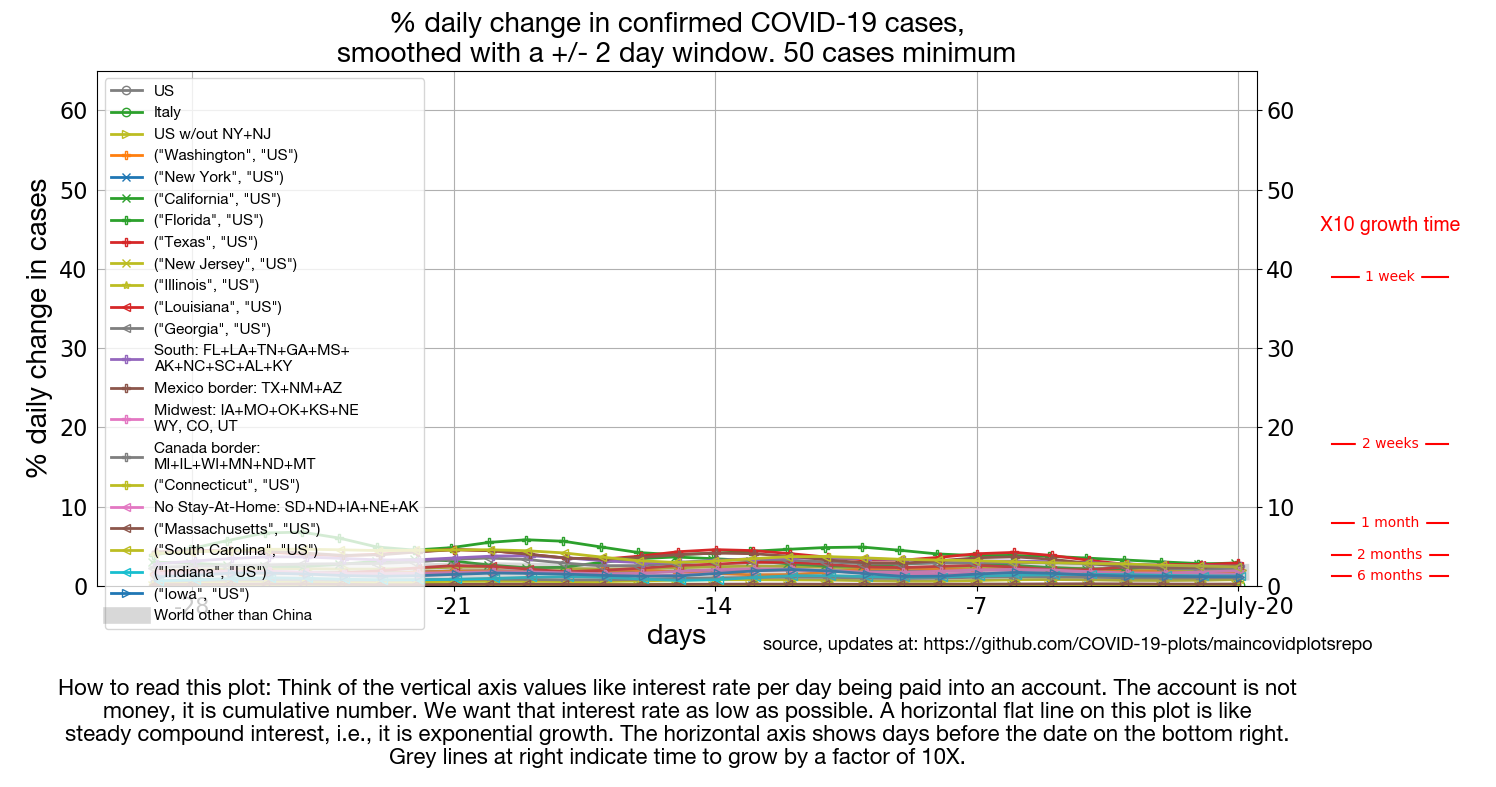 % daily change in confirmed COVID-19 cases,
smoothed with a +/- 2 day window. 50 cases minimum
% daily change in cases
60
50
40
30
20
10
0
US
Italy
US w/out NY+NJ
("Washington", "US")
("New York", "US")
("California", "US")
("Florida", "US")
("Texas", "US")
("New Jersey", "US")
("Illinois", "US")
("Louisiana", "US")
("Georgia", "US")
South: FL+LA+TN+GA+MS+
AK+NC+SC+AL+KY
Mexico border: TX+NM+AZ
Midwest: IA+MO+OK+KS+NE
WY, CO, UT
Canada border:
MI+IL+WI+MN+ND+MT
("Connecticut", "US")
No Stay-At-Home: SD+ND+IA+NE+AK
("Massachusetts", "US")
("South Carolina", "US")
("Indiana", "US")
("Iowa", "US")
World other than China
60
50
40
30
20
10
0
X10 growth time
1 week
2 weeks
1 month
2 months
6 months
-28
-21
-14
-7
22-July-20
days
source, updates at: https://github.com/COVID-19-plots/maincovidplotsrepo
How to read this plot: Think of the vertical axis values like interest rate per day being paid into an account. The account is not
money, it is cumulative number. We want that interest rate as low as possible. A horizontal flat line on this plot is like
steady compound interest, i.e., it is exponential growth. The horizontal axis shows days before the date on the bottom right.
Grey lines at right indicate time to grow by a factor of 10X.